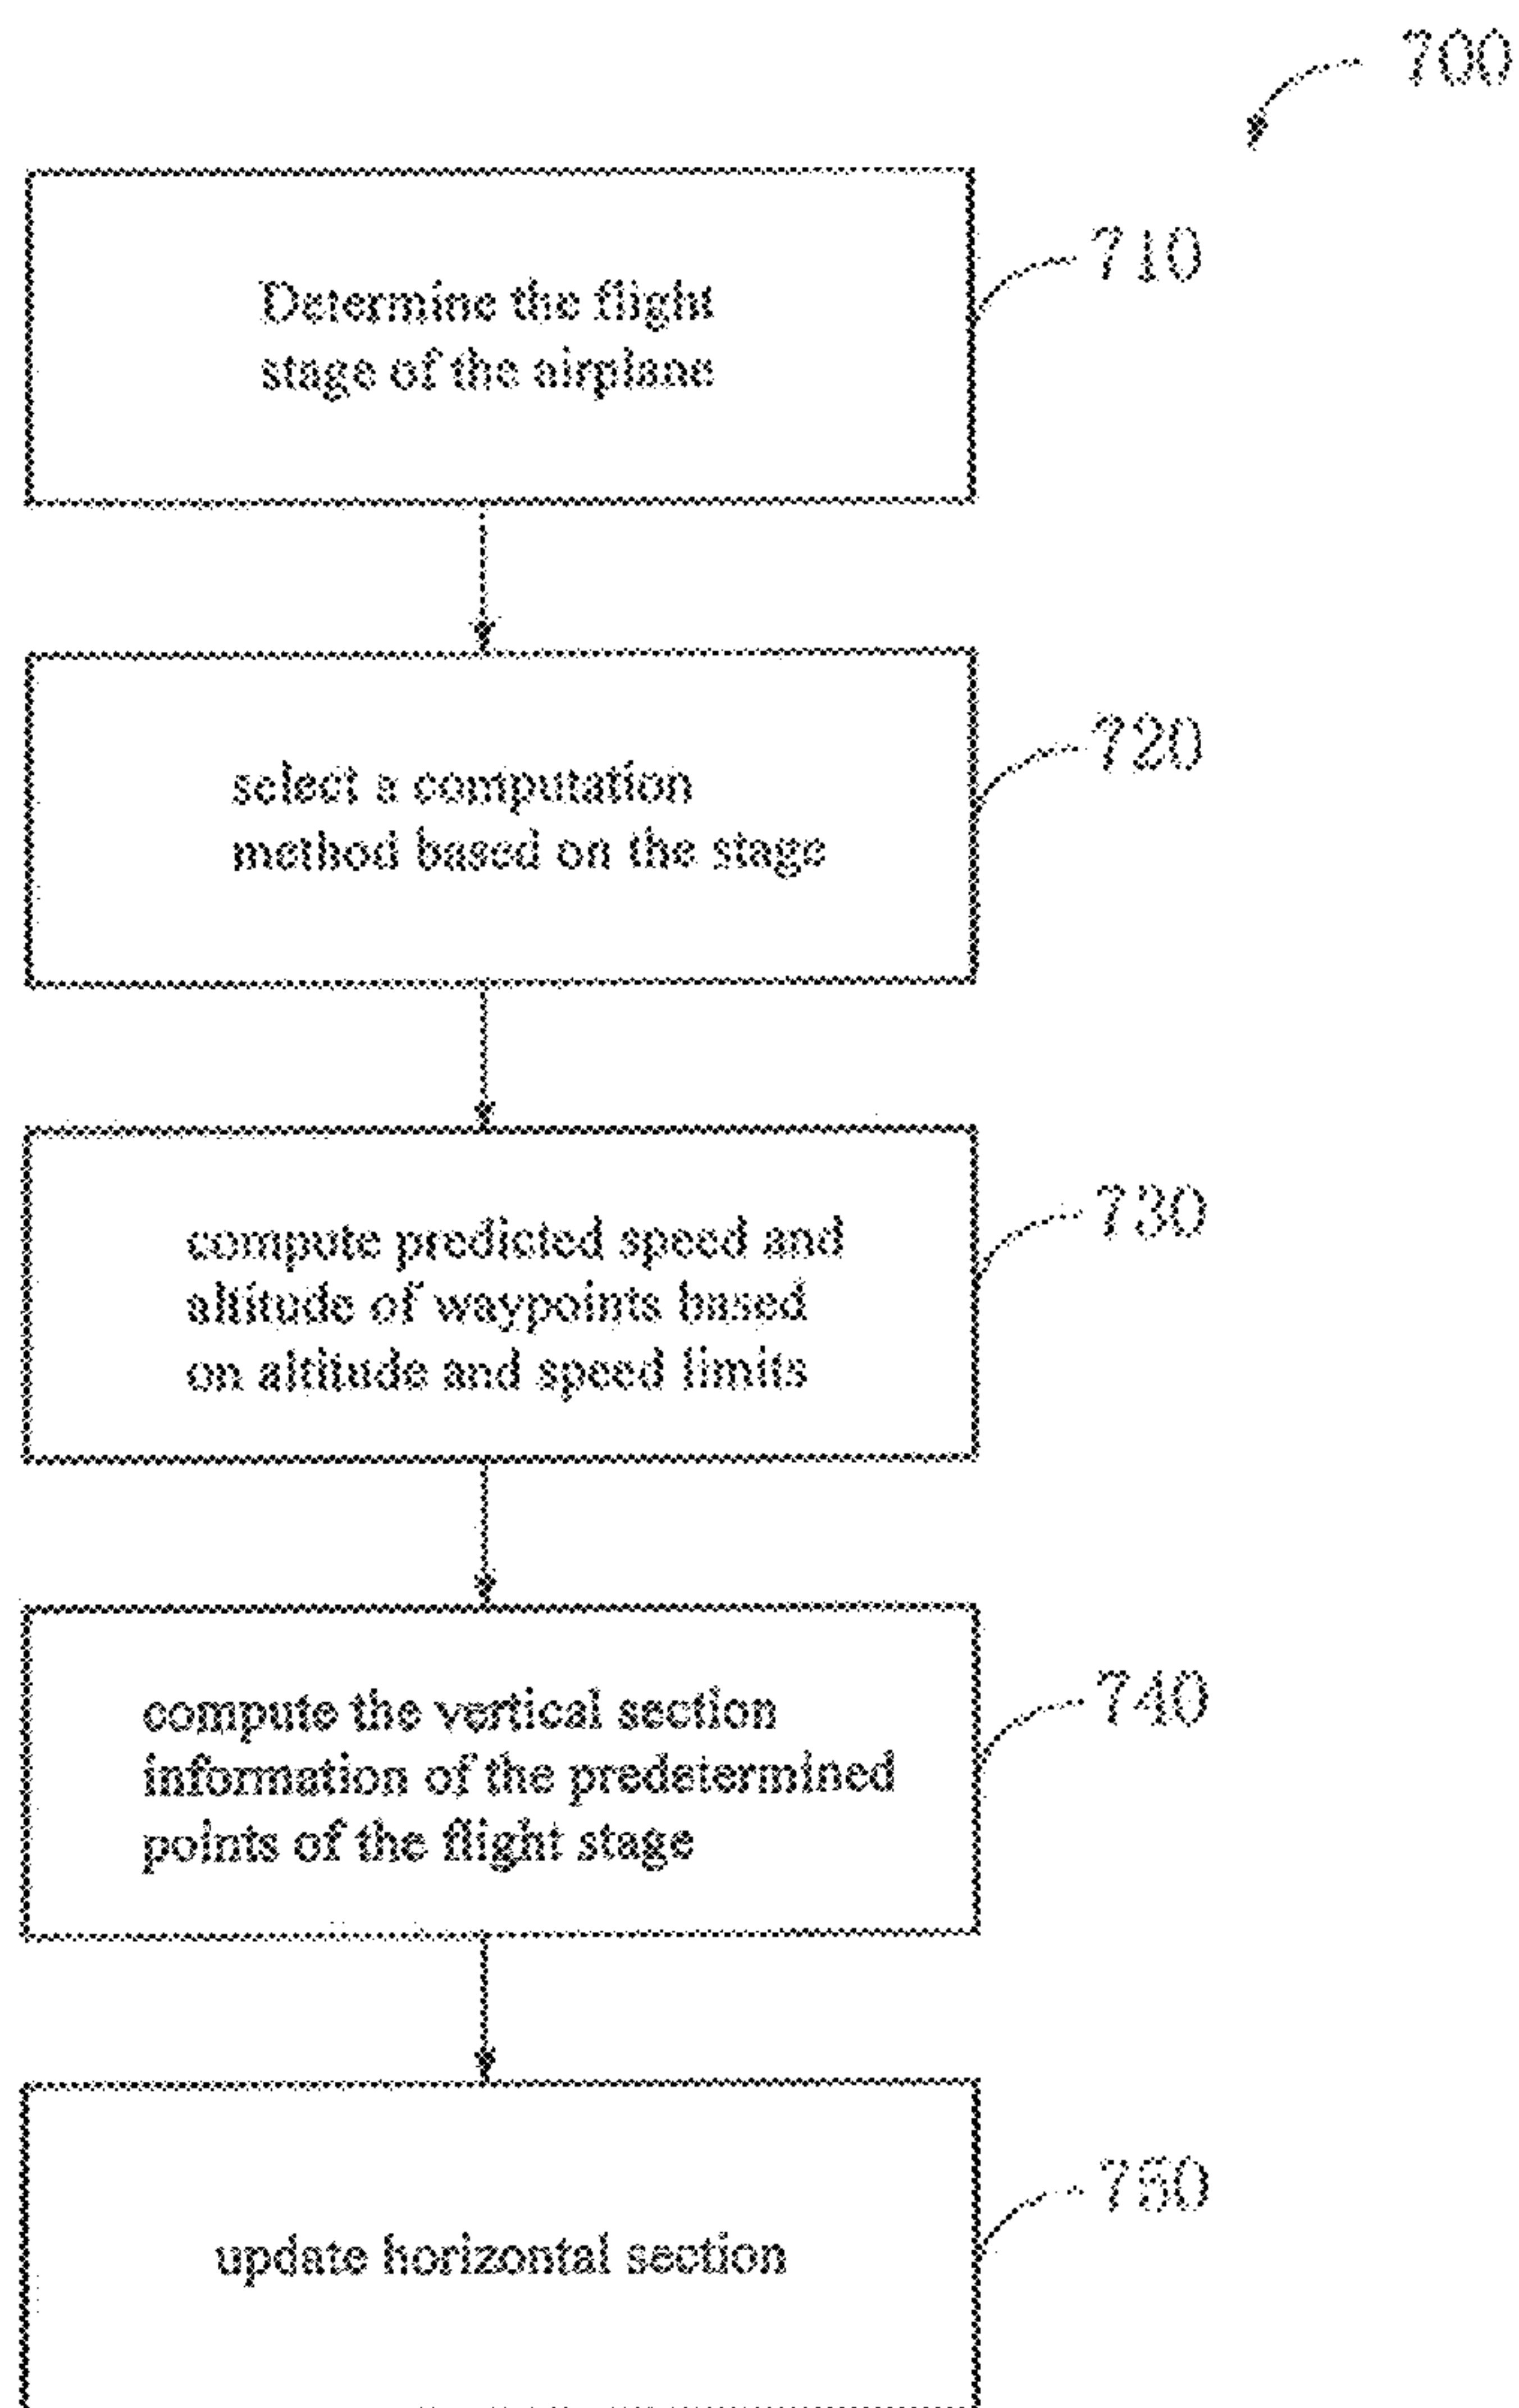 700
Determine the flight
stage of the airplane
710
select a computation
method based on the stage
720
compute predicted speed and
altitude of waypoints based
on altitude and speed limits
730
compute the vertical section
information of the predetermined
points of the flight stage
740
update horizontal section
750